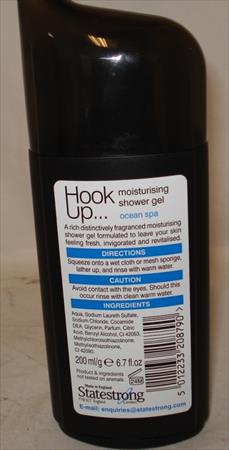 Hook
Up...
moisturising
shower gel
ocean spa
A rich distinctively fragranced moisturising
shower gel formulated to leave your skin
feeling fresh, invigorated and revitalised.
DIRECTIONS
Squeeze onto a wet cloth or mesh sponge,
lather up, and rinse with warm water.
CAUTION
Avoid contact with the eyes. Should this
occur rinse with clean warm water.
INGREDIENTS
Aqua, Sodium Laureth Sulfate,
Sodium Chloride, Cocamide
DEA, Glycerin, Parfum, Citric
Acid, Benzyl Alcohol, CI 42053,
Methylchloroisothiazolinone,
Methylisothiazolinone,
CI 42090.
200 ml/g e 6.7 fl.oz
Product & ingredients
not tested on animals.
24M
Made in England
Statestrong
E-mail: enquiries@statestrong.com
5 012233 208790 >